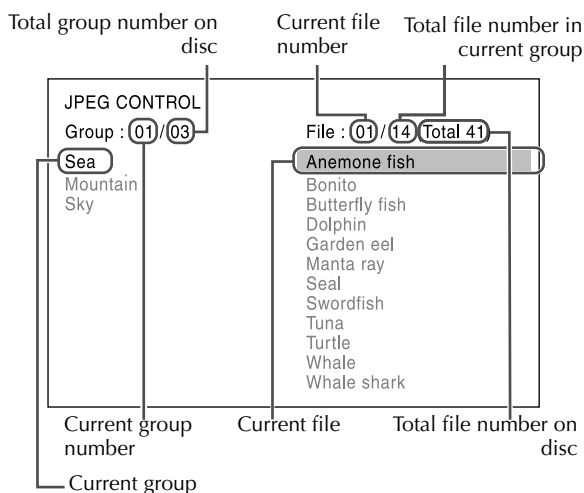 Total group number on
disc
Current file
number
Total file number in
current group
JPEG CONTROL
Group : 01/03
File : 01/14 Total 41
Sea
Mountain
Sky
Anemone fish
Bonito
Butterfly fish
Dolphin
Garden eel
Manta ray
Seal
Swordfish
Tuna
Turtle
Whale
Whale shark
Current group
number
Current file
Total file number on
disc
Current group